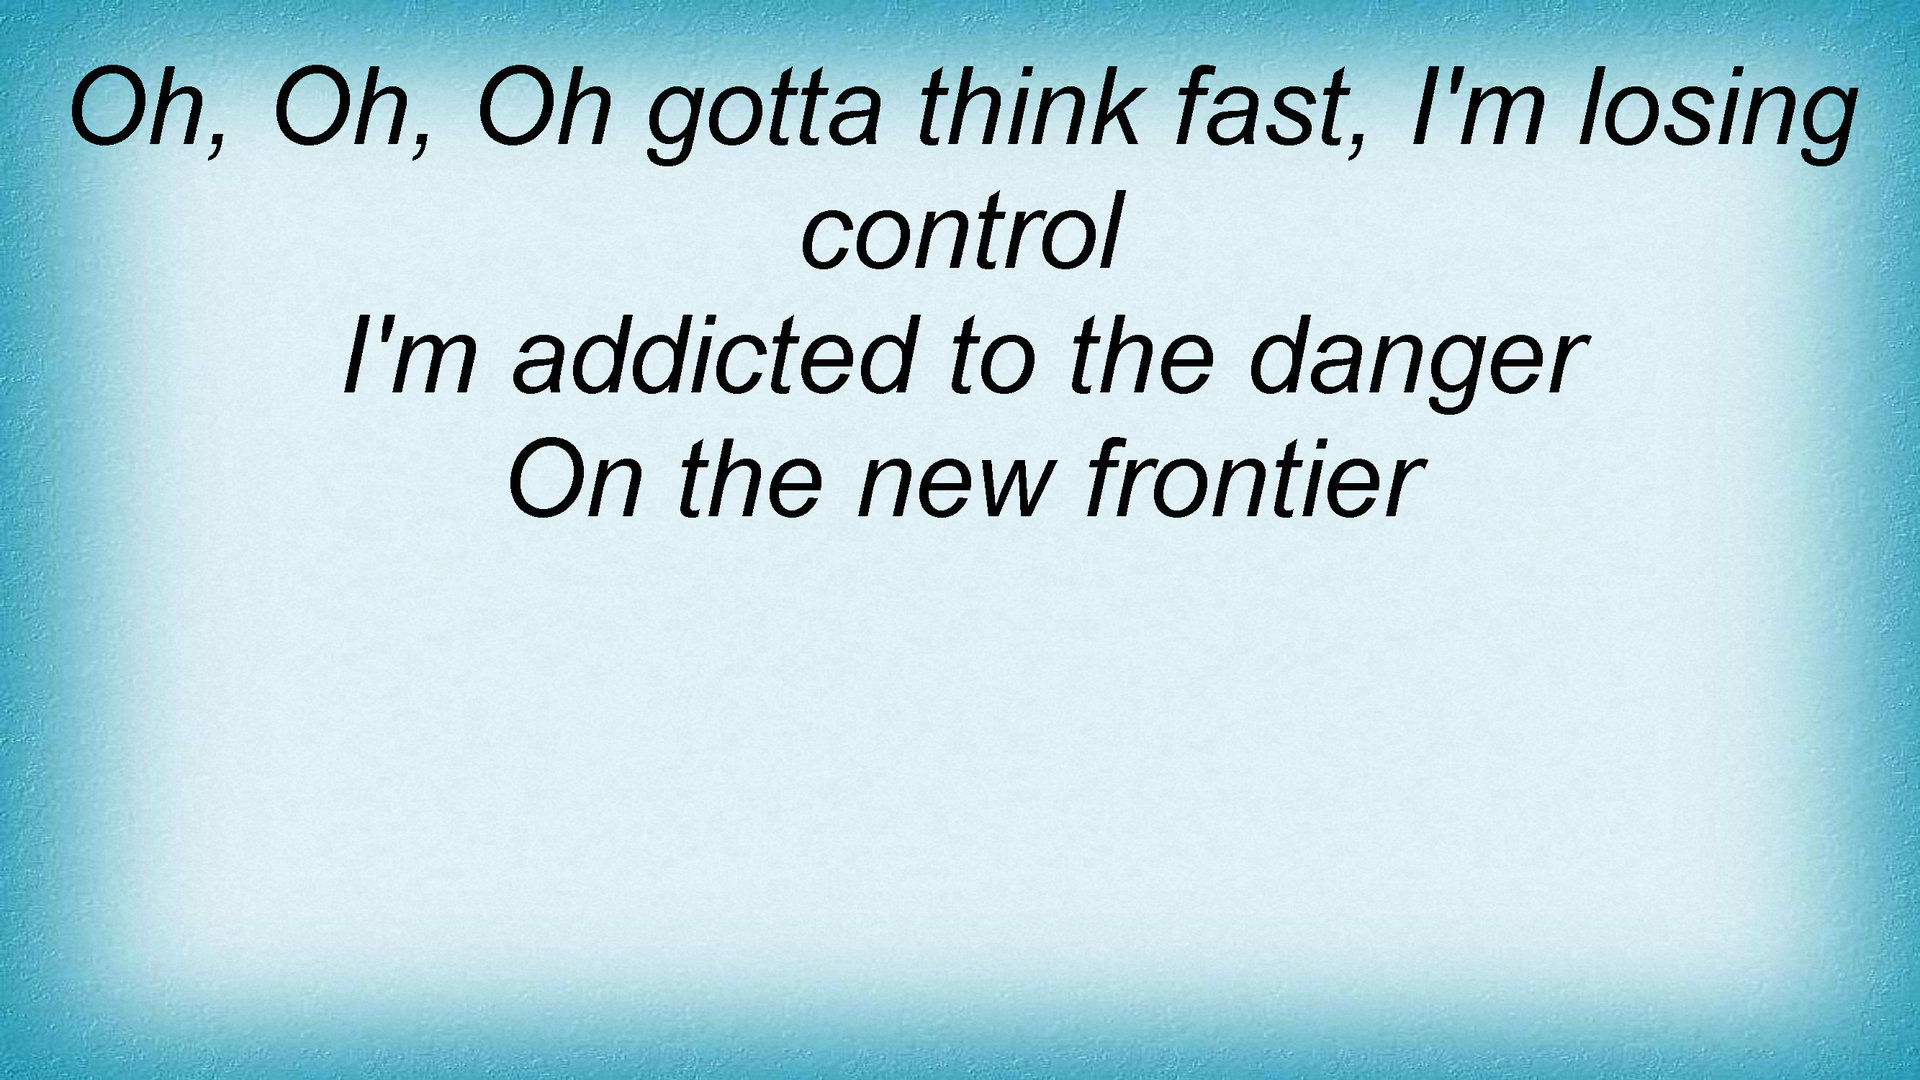 Oh, Oh, Oh gotta think fast, I'm losing
control
I'm addicted to the danger
On the new frontier